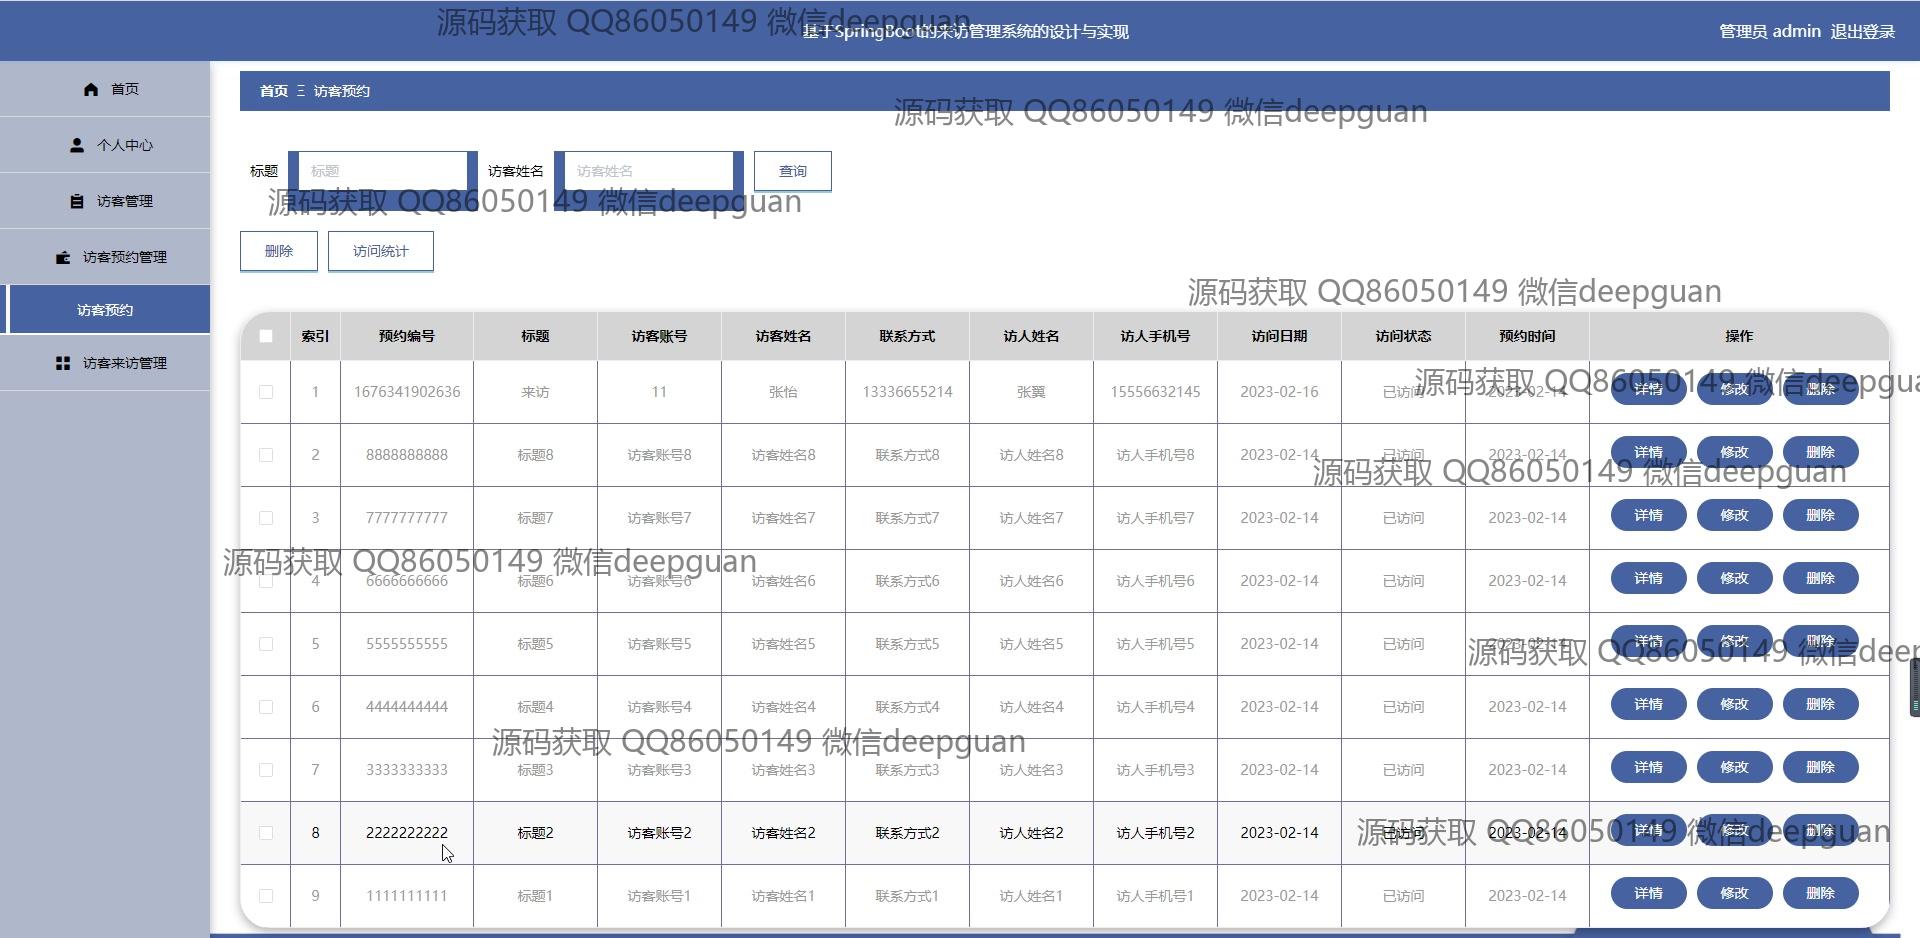 源码获取 QQ86050149 微信deepguan
基于SpringBoot的来访管理系统的设计与实现
管理员 admin 退出登录
首页
个人中心
访客管理
访客预约管理
访客预约
访客来访管理
首页 Ξ 访客预约
源码获取 QQ86050149 微信deepguan
标题 标题 访客姓名 访客姓名 查询
源码获取 QQ86050149 微信deepguan
删除 访问统计
源码获取 QQ86050149 微信deepguan
索引 预约编号 标题 访客账号 访客姓名 联系方式 访人姓名 访人手机号 访问日期 访问状态 预约时间 操作
1 1676341902636 来访 11 张怡 13336655214 张翼 15556632145 2023-02-16 已访问 2023-02-14 详情 修改 删除
源码获取 QQ86050149 微信deepgua
2 8888888888 标题8 访客账号8 访客姓名8 联系方式8 访人姓名8 访人手机号8 2023-02-14 已访问 2023-02-14 详情 修改 删除
源码获取 QQ86050149 微信deepguan
3 7777777777 标题7 访客账号7 访客姓名7 联系方式7 访人姓名7 访人手机号7 2023-02-14 已访问 2023-02-14 详情 修改 删除
源码获取 QQ86050149 微信deepguan
4 6666666666 标题6 访客账号6 访客姓名6 联系方式6 访人姓名6 访人手机号6 2023-02-14 已访问 2023-02-14 详情 修改 删除
5 5555555555 标题5 访客账号5 访客姓名5 联系方式5 访人姓名5 访人手机号5 2023-02-14 已访问 2023-02-14 详情 修改 删除
源码获取 QQ86050149 微信deep
6 4444444444 标题4 访客账号4 访客姓名4 联系方式4 访人姓名4 访人手机号4 2023-02-14 已访问 2023-02-14 详情 修改 删除
源码获取 QQ86050149 微信deepguan
7 3333333333 标题3 访客账号3 访客姓名3 联系方式3 访人姓名3 访人手机号3 2023-02-14 已访问 2023-02-14 详情 修改 删除
8 2222222222 标题2 访客账号2 访客姓名2 联系方式2 访人姓名2 访人手机号2 2023-02-14 已访问 2023-02-14 详情 修改 删除
源码获取 QQ86050149 微信deepguan
9 1111111111 标题1 访客账号1 访客姓名1 联系方式1 访人姓名1 访人手机号1 2023-02-14 已访问 2023-02-14 详情 修改 删除